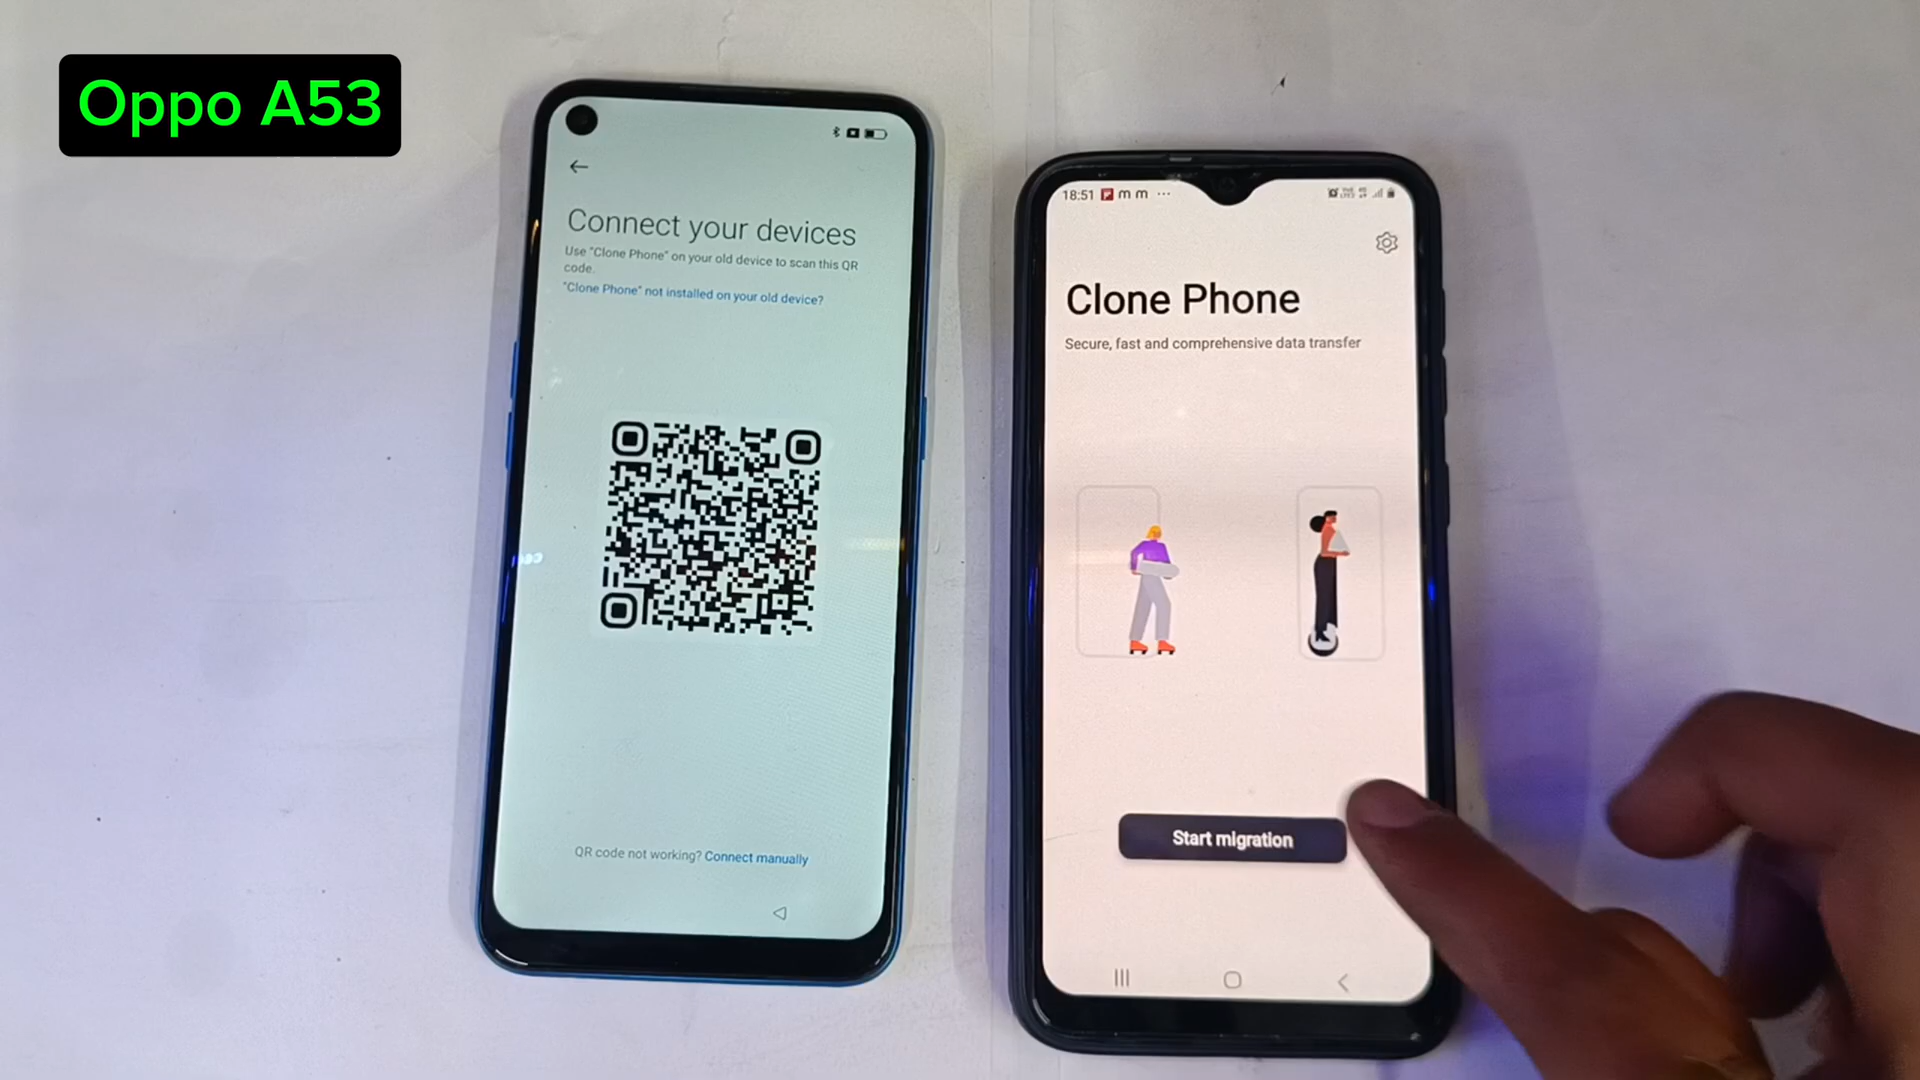 Oppo A53
Connect your devices
Use "Clone Phone" on your old device to scan this QR
code.
"Clone Phone" not installed on your old device?
QR code not working? Connect manually
18:51 m m ...
Clone Phone
Secure, fast and comprehensive data transfer
Start migration